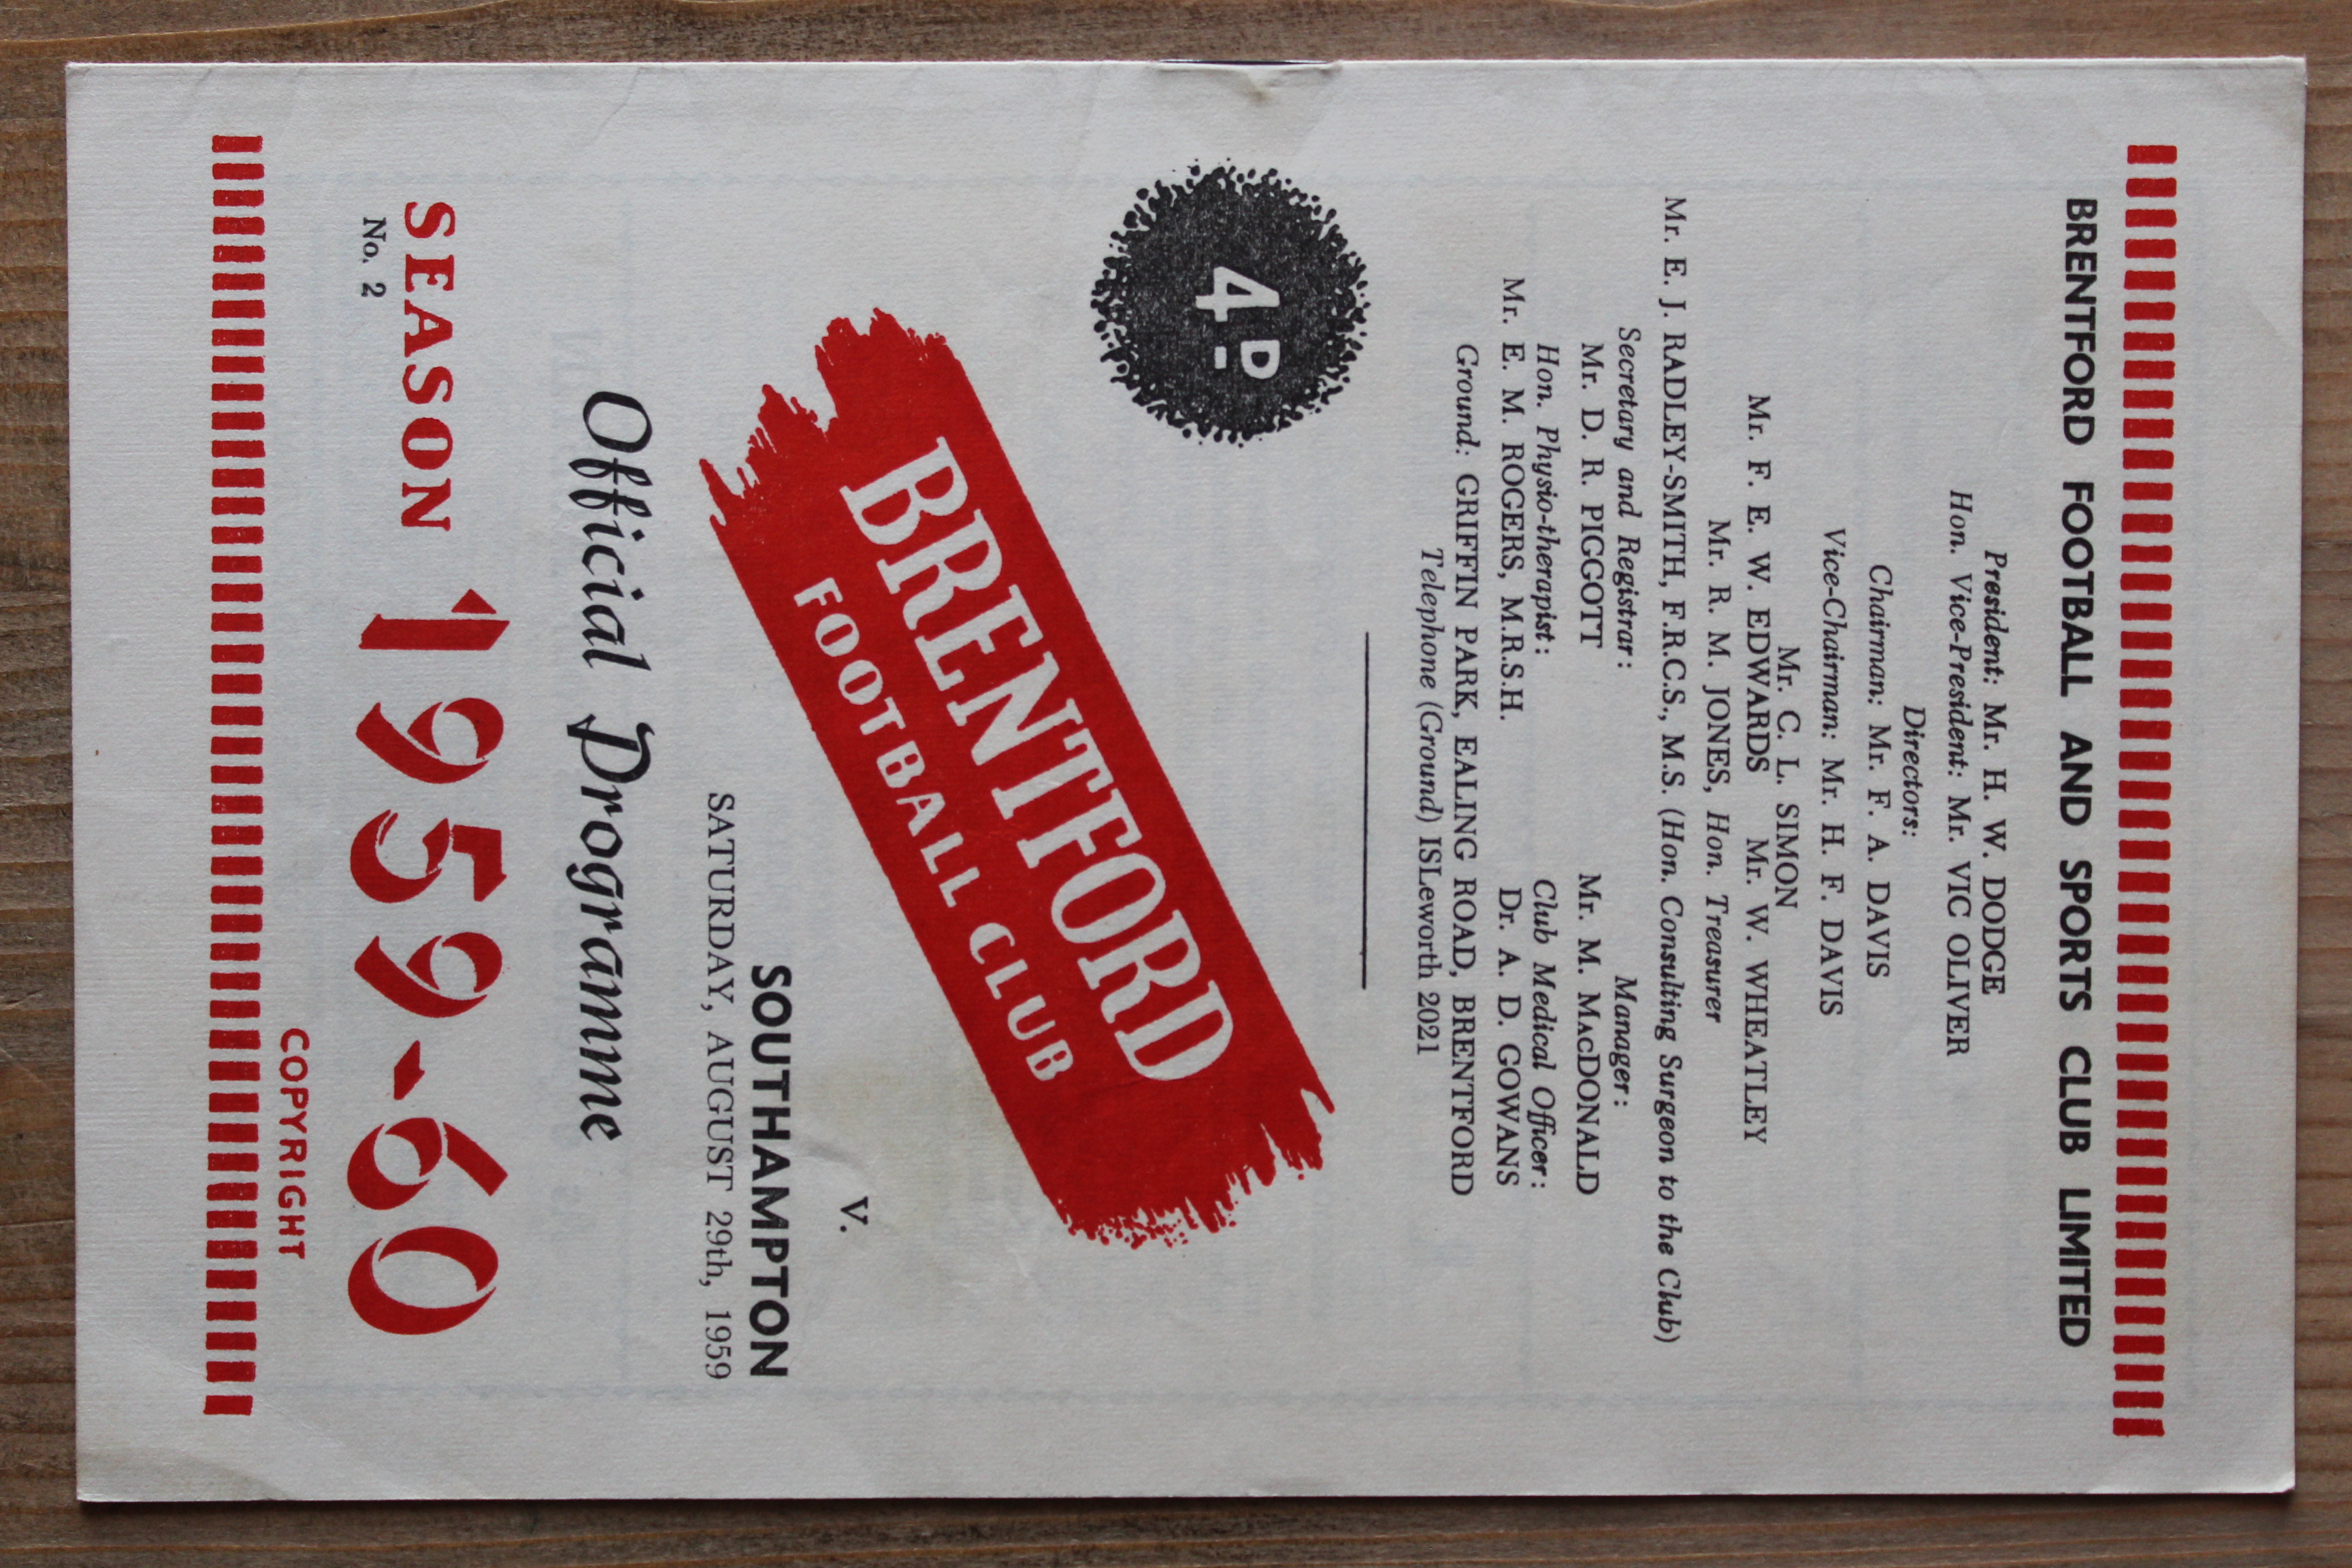 BRENTFORD FOOTBALL AND SPORTS CLUB LIMITED
President: Mr. H. W. DODGE
Hon. Vice-President: Mr. VIC OLIVER
Directors:
Chairman: Mr. F. A. DAVIS
Vice-Chairman: Mr. H. F. DAVIS
Mr. C. L. SIMON
Mr. F. E. W. EDWARDS Mr. W. WHEATLEY
Mr. R. M. JONES, Hon. Treasurer
Mr. E. J. RADLEY-SMITH, F.R.C.S., M.S. (Hon. Consulting Surgeon to the Club)
Secretary and Registrar: Manager:
Mr. D. R. PIGGOTT Mr. M. MacDONALD
Hon. Physio-therapist: Club Medical Officer:
Mr. E. M. ROGERS, M.R.S.H. Dr. A. D. GOWANS
Ground: GRIFFIN PARK, EALING ROAD, BRENTFORD
Telephone (Ground) ISLeworth 2021
4D.
BRENTFORD
FOOTBALL CLUB
v.
SOUTHAMPTON
SATURDAY, AUGUST 29th, 1959
Official Programme
SEASON 1959-60
No. 2
COPYRIGHT